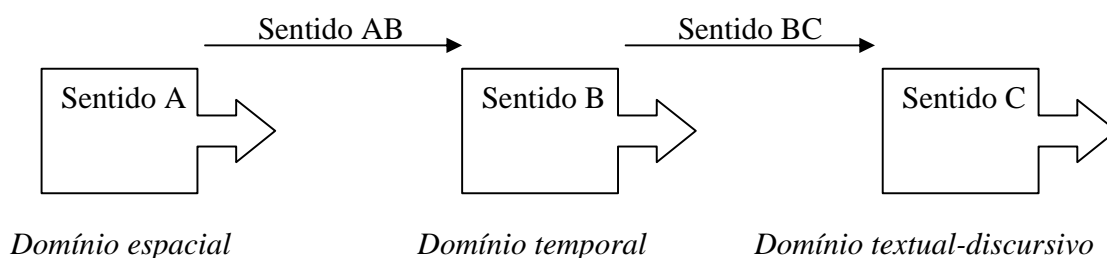 Sentido AB Sentido BC
Sentido A Sentido B Sentido C
Domínio espacial Domínio temporal Domínio textual-discursivo